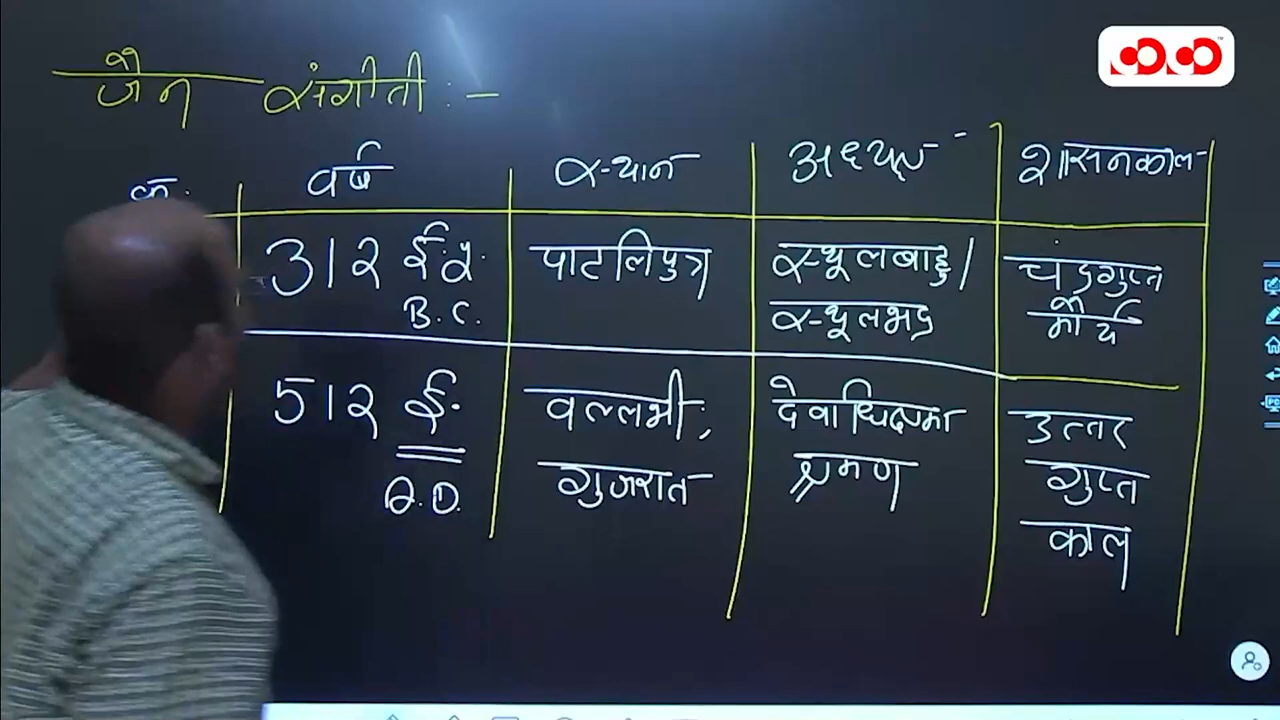 जैन संगीती : -
क्र. वर्ष स्थान अध्यक्ष शासनकाल
312 ई.पू. पाटलिपुत्र स्थूलबाहु/ चंद्रगुप्त
B.C. स्थूलभद्र मौर्य
512 ई. वल्लभी; देवाधिक्षमा उत्तर
A.D. गुजरात श्रमण गुप्त
काल